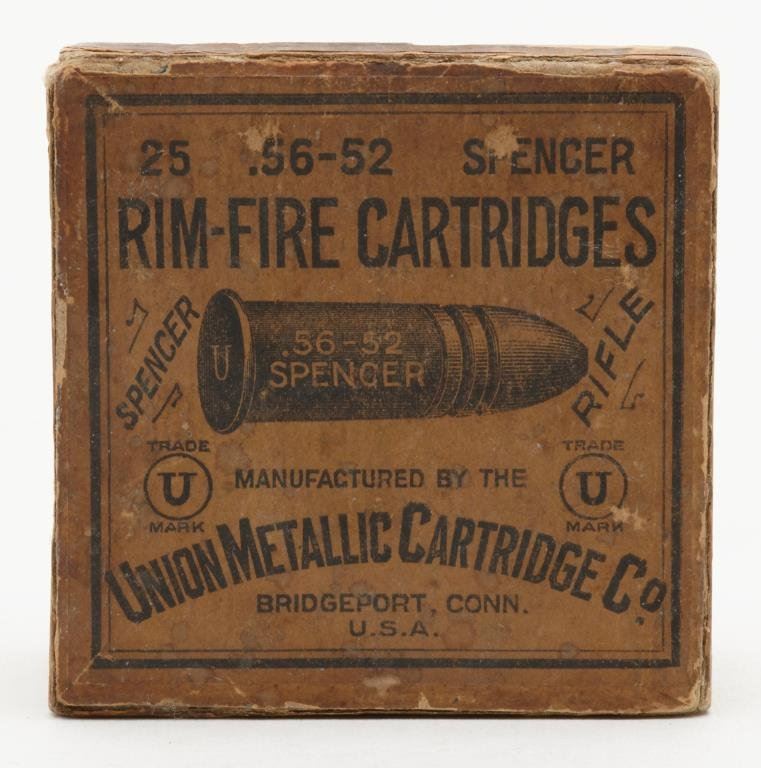 25 .56-52 SPENCER
RIM-FIRE CARTRIDGES
SPENCER
U
.56-52
SPENCER
RIFLE
TRADE
U
MARK
MANUFACTURED BY THE
TRADE
U
MARK
UNION METALLIC CARTRIDGE CO.
BRIDGEPORT, CONN.
U.S.A.